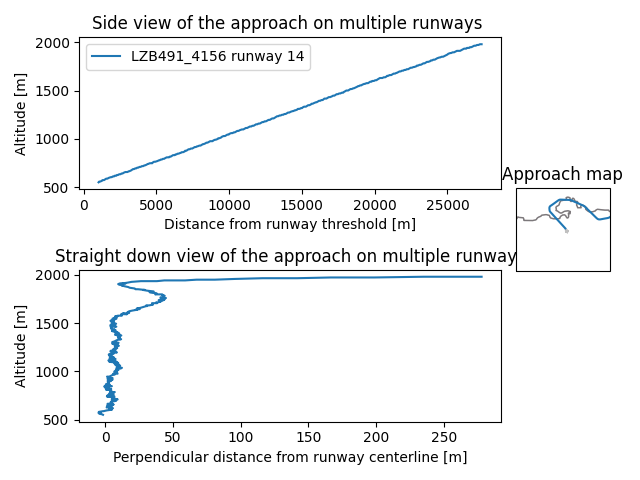 Side view of the approach on multiple runways
2000
1500
1000
500
Altitude [m]
LZB491_4156 runway 14
0
5000
10000
15000
20000
25000
Distance from runway threshold [m]
Approach map
Straight down view of the approach on multiple runway
2000
1500
1000
500
Altitude [m]
0
50
100
150
200
250
Perpendicular distance from runway centerline [m]